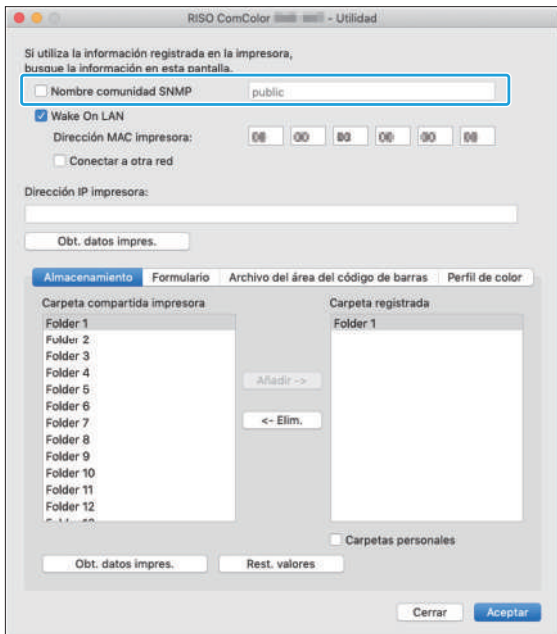 RISO ComColor - Utilidad
Si utiliza la información registrada en la impresora,
busque la información en esta pantalla.
Nombre comunidad SNMP public
Wake On LAN
Dirección MAC impresora:
Conectar a otra red
Dirección IP impresora:
Obt. datos impres.
Almacenamiento Formulario Archivo del área del código de barras Perfil de color
Carpeta compartida impresora Carpeta registrada
Folder 1 Folder 1
Folder 2
Folder 3
Folder 4
Folder 5
Folder 6
Folder 7
Folder 8
Folder 9
Folder 10
Folder 11
Folder 12
Añadir ->
<- Elim.
Carpetas personales
Obt. datos impres. Rest. valores
Cerrar Aceptar